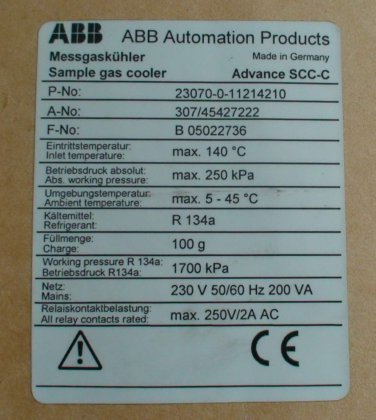 ABB ABB Automation Products
Messgaskühler Made in Germany
Sample gas cooler Advance SCC-C
P-No: 23070-0-11214210
A-No: 307/45427222
F-No: B 05022736
Eintrittstemperatur:
Inlet temperature: max. 140 °C
Betriebsdruck absolut:
Abs. working pressure: max. 250 kPa
Umgebungstemperatur:
Ambient temperature: max. 5 - 45 °C
Kältemittel:
Refrigerant: R 134a
Füllmenge:
Charge: 100 g
Working pressure R 134a:
Betriebsdruck R134a: 1700 kPa
Netz:
Mains: 230 V 50/60 Hz 200 VA
Relaiskontaktbelastung:
All relay contacts rated: max. 250V/2A AC
CE